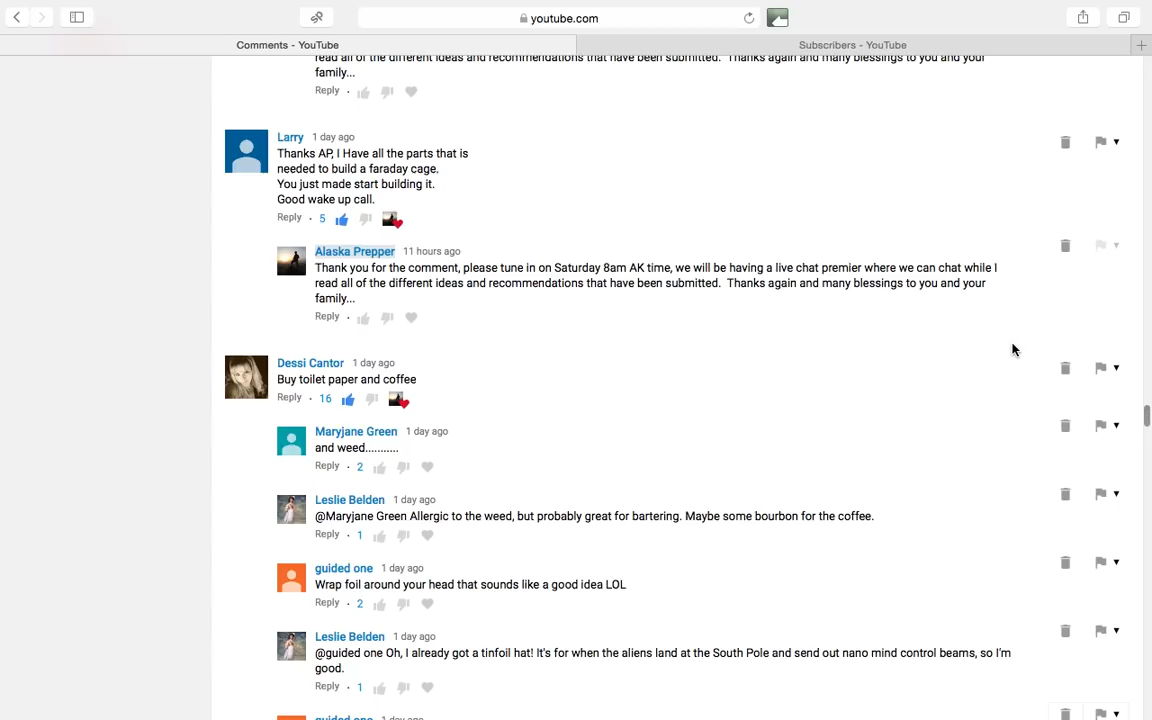 youtube.com
Comments - YouTube
Subscribers - YouTube
read all of the different ideas and recommendations that have been submitted. Thanks again and many blessings to you and your
family...
Reply
Larry 1 day ago
Thanks AP, I Have all the parts that is
needed to build a faraday cage.
You just made start building it.
Good wake up call.
Reply · 5
Alaska Prepper 11 hours ago
Thank you for the comment, please tune in on Saturday 8am AK time, we will be having a live chat premier where we can chat while I
read all of the different ideas and recommendations that have been submitted. Thanks again and many blessings to you and your
family...
Reply ·
Dessi Cantor 1 day ago
Buy toilet paper and coffee
Reply · 16
Maryjane Green 1 day ago
and weed...........
Reply · 2
Leslie Belden 1 day ago
@Maryjane Green Allergic to the weed, but probably great for bartering. Maybe some bourbon for the coffee.
Reply · 1
guided one 1 day ago
Wrap foil around your head that sounds like a good idea LOL
Reply · 2
Leslie Belden 1 day ago
@guided one Oh, I already got a tinfoil hat! It's for when the aliens land at the South Pole and send out nano mind control beams, so I'm
good.
Reply · 1
guided one 1 day ago